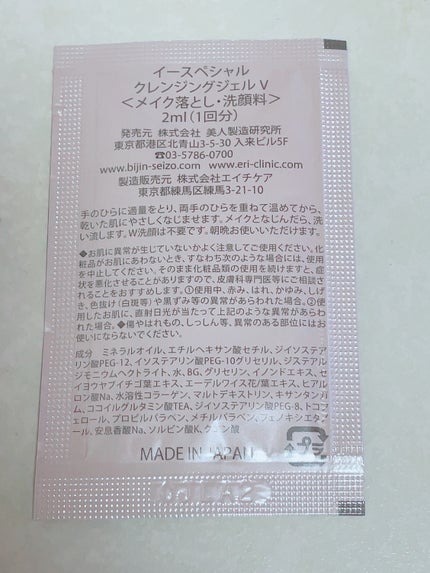 イースペシャル
クレンジングジェル V
＜メイク落とし・洗顔料＞
2ml（1回分）
発売元 株式会社 美人製造研究所
東京都港区北青山3-5-30 入来ビル5F
☎03-5786-0700
www.bijin-seizo.com www.eri-clinic.com
製造販売元 株式会社エイチケア
東京都練馬区練馬3-21-10
手のひらに適量をとり、両手のひらを重ねて温めてから、
乾いた肌にやさしくなじませます。メイクとなじんだら、洗
い流します。W洗顔は不要です。朝晩お使いいただけます。
◆お肌に異常が生じていないかよく注意してご使用ください。化
粧品がお肌にあわないとき、すなわち次のような場合には、使用
を中止してください。そのまま化粧品類の使用を続けますと、症
状を悪化させることがありますので、皮膚科専門医等にご相談さ
れることをおすすめします。①使用中、赤み、はれ、かゆみ、しげ
き、色抜け（白斑等）や黒ずみ等の異常があらわれた場合。②使
用したお肌に、直射日光が当たって上記のような異常があらわ
れた場合。◆傷やはれもの、しっしん等、異常のある部位にはお
使いにならないでください。
成分 ミネラルオイル、エチルヘキサン酸セチル、ジイソステア
リン酸PEG-12、イソステアリン酸PEG-10グリセリル、ジステアル
ジモニウムヘクトライト、水、BG、グリセリン、イノンドエキス、セ
イヨウヤブイチゴ葉エキス、エーデルワイス花/葉エキス、ヒアル
ロン酸Na、水溶性コラーゲン、マルトデキストリン、キサンタンガ
ム、ココイルグルタミン酸TEA、ジイソステアリン酸PEG-8、トコフ
ェロール、プロピルパラベン、メチルパラベン、フェノキシエタノ
ール、安息香酸Na、ソルビン酸K、クエン酸
MADE IN JAPAN
プラ